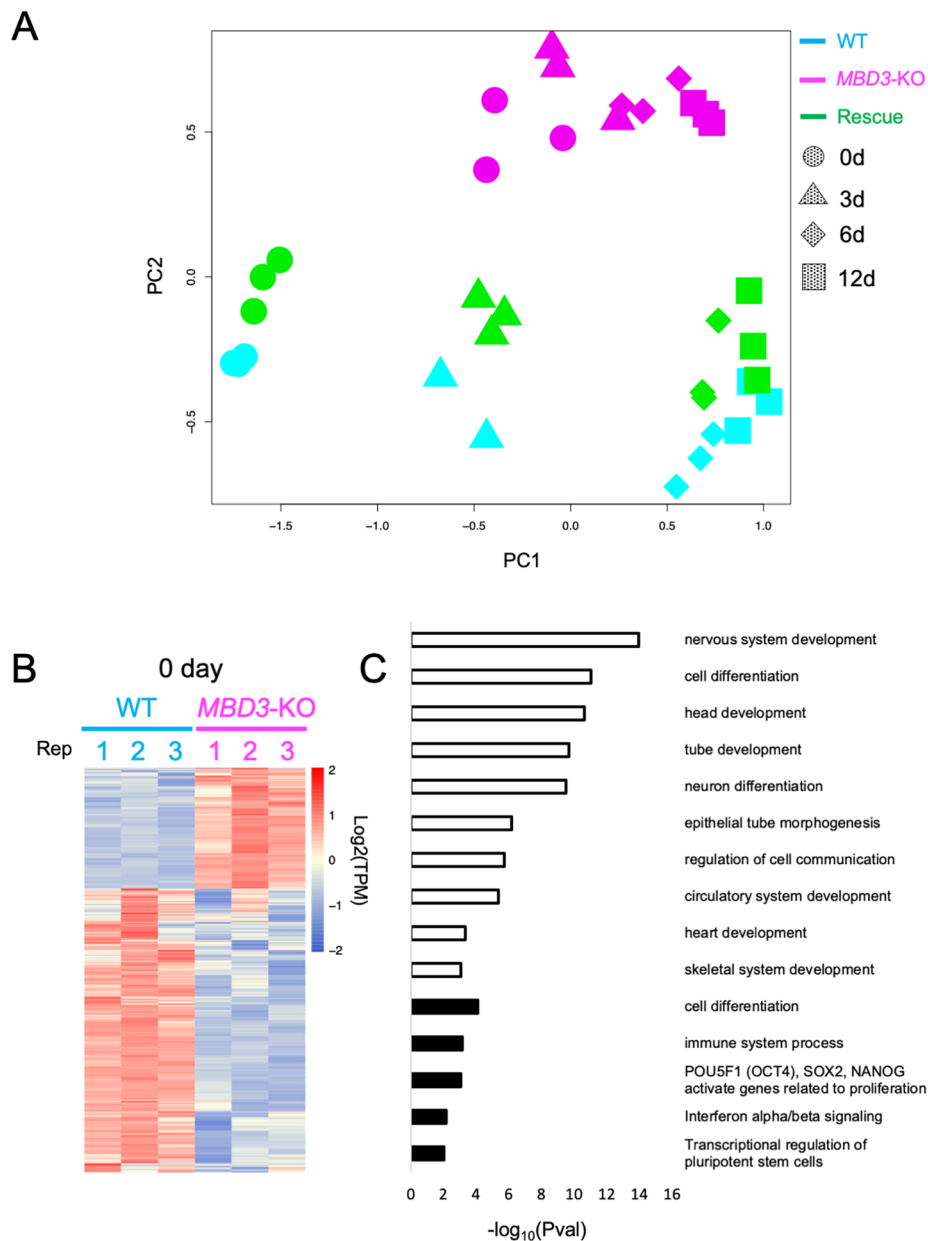 A
WT
MBD3-KO
Rescue
0d
3d
6d
12d
PC2
0.5
0.0
−0.5
−1.5
−1.0
−0.5
0.0
0.5
1.0
PC1
B
0 day
WT
MBD3-KO
Rep
1
2
3
1
2
3
2
1
0
−1
−2
Log2(TPM)
C
nervous system development
cell differentiation
head development
tube development
neuron differentiation
epithelial tube morphogenesis
regulation of cell communication
circulatory system development
heart development
skeletal system development
cell differentiation
immune system process
POU5F1 (OCT4), SOX2, NANOG
activate genes related to proliferation
Interferon alpha/beta signaling
Transcriptional regulation of
pluripotent stem cells
0
2
4
6
8
10
12
14
16
-log10(Pval)